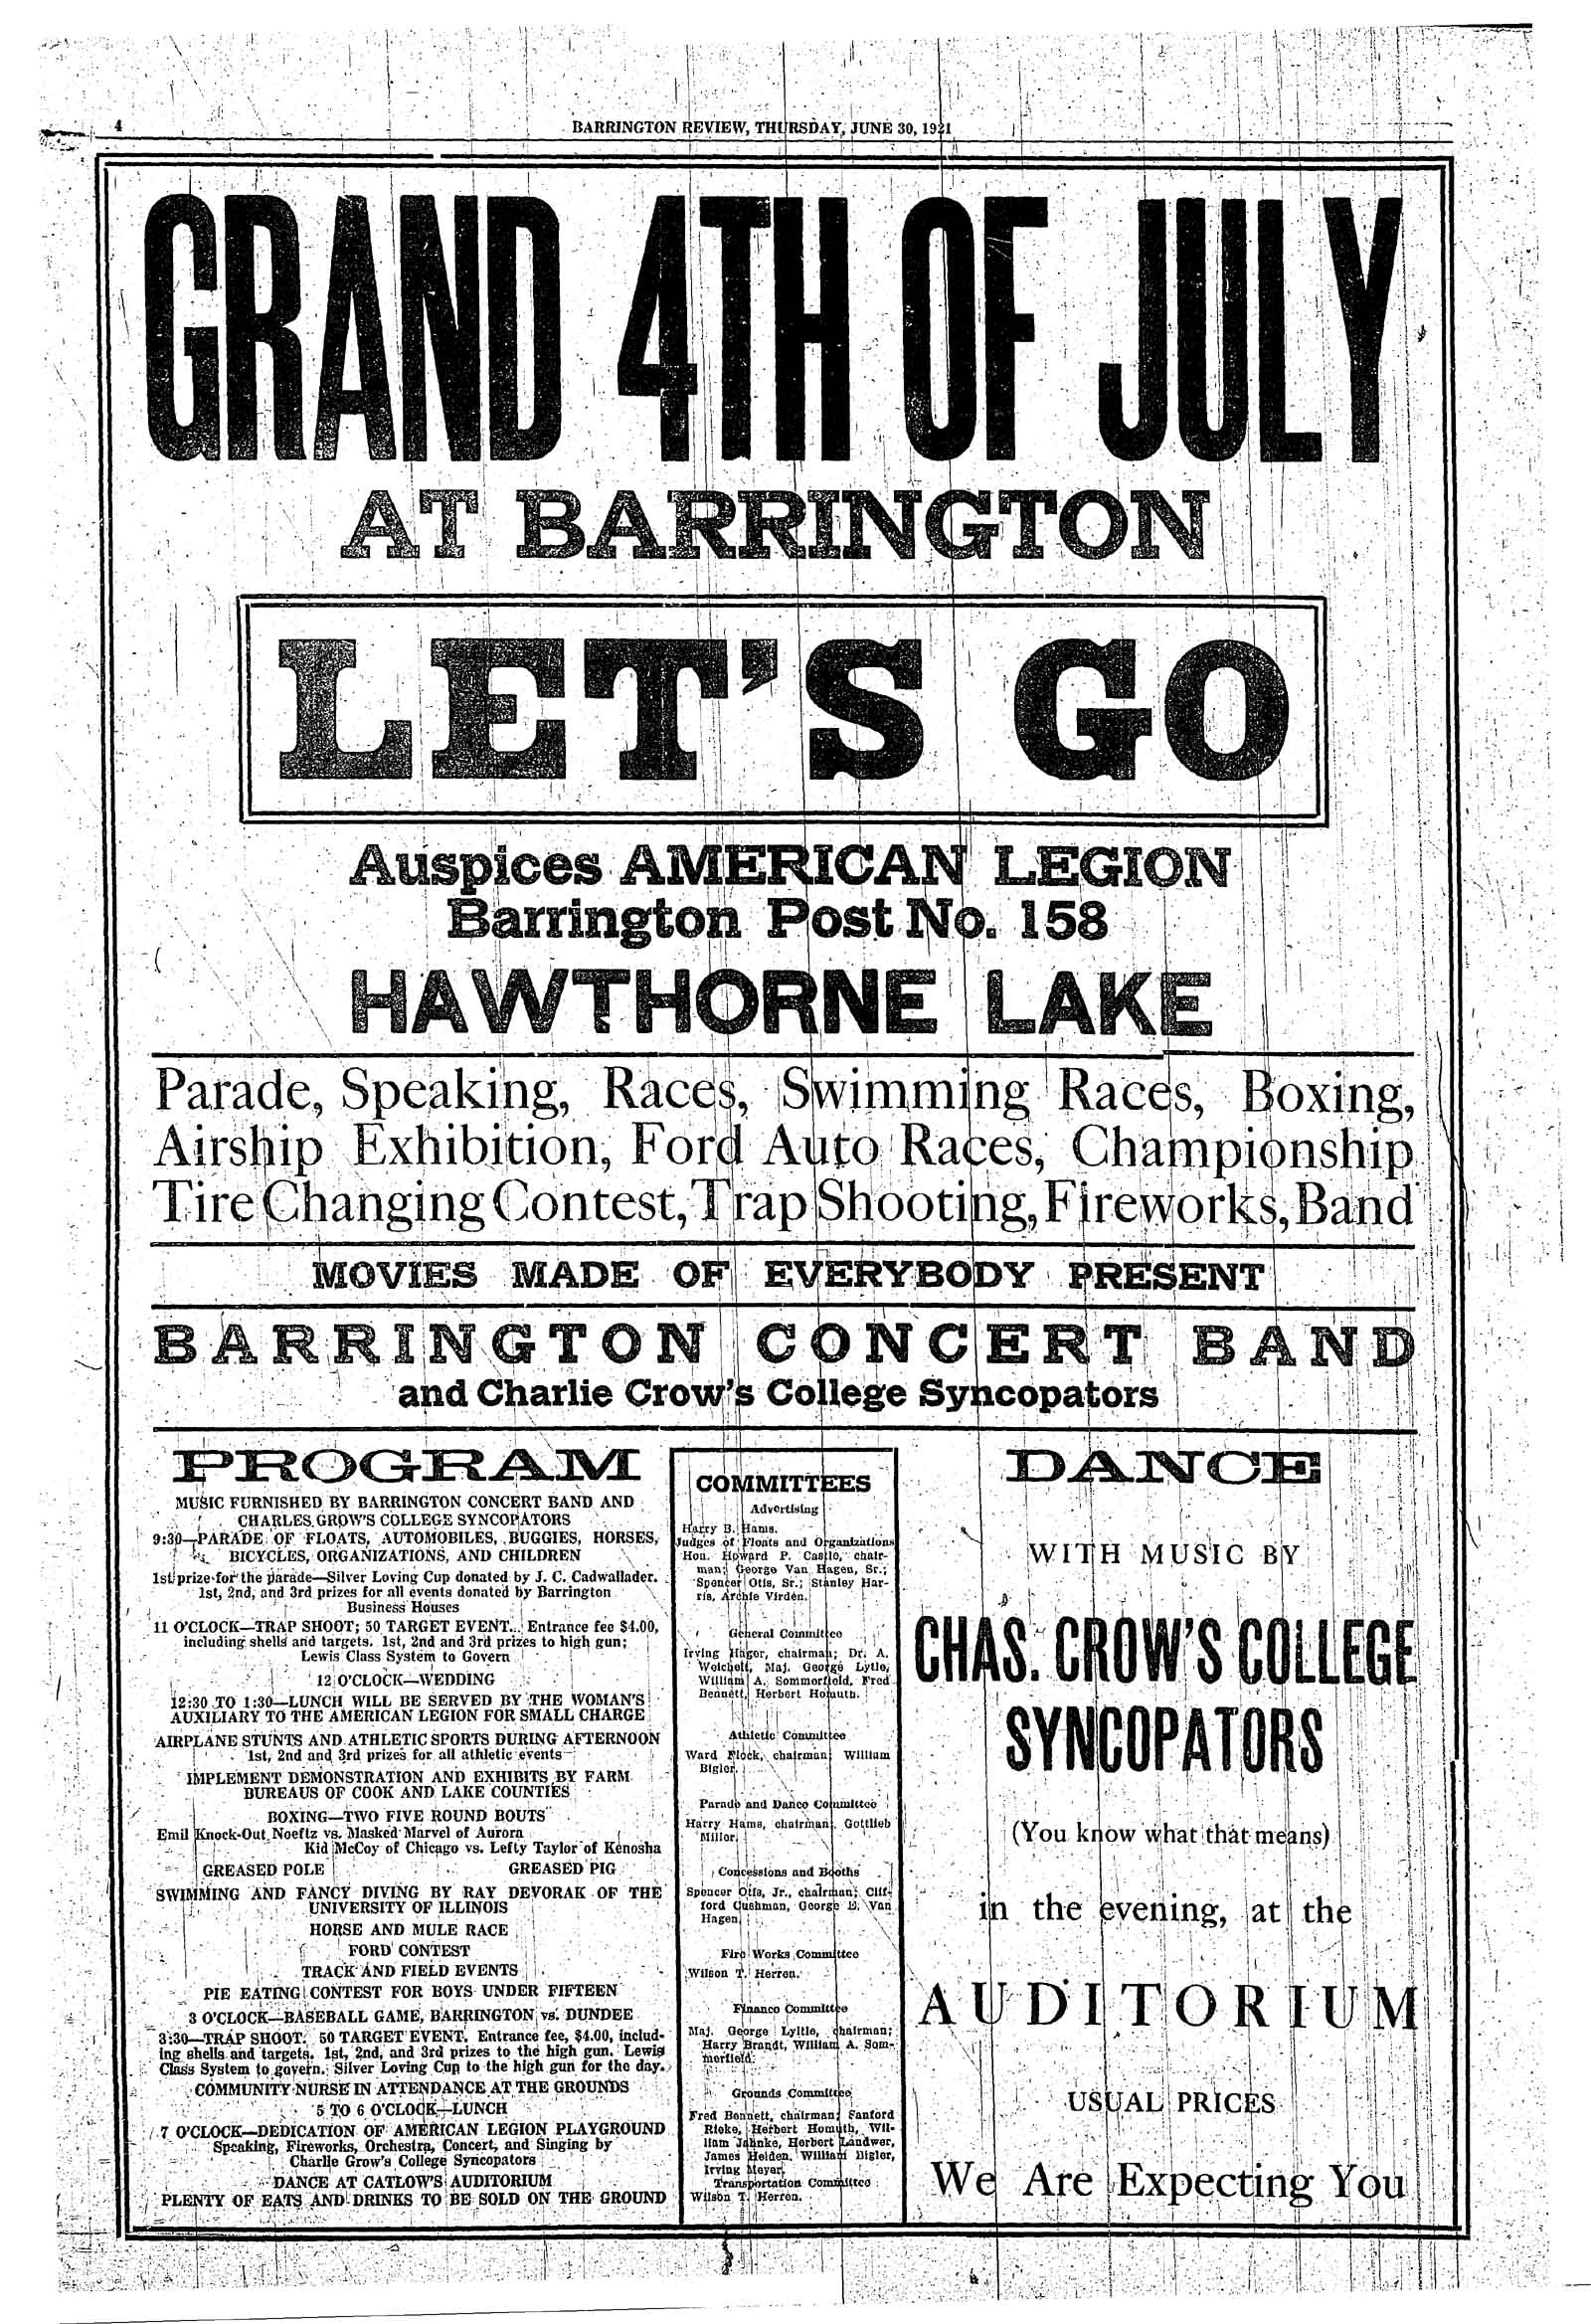 4
BARRINGTON REVIEW, THURSDAY, JUNE 30, 1921
GRAND 4TH OF JULY
AT BARRINGTON
LET'S GO
Auspices AMERICAN LEGION
Barrington Post No. 158
HAWTHORNE LAKE
Parade, Speaking, Races, Swimming Races, Boxing,
Airship Exhibition, Ford Auto Races, Championship
Tire Changing Contest, Trap Shooting, Fireworks, Band
MOVIES MADE OF EVERYBODY PRESENT
BARRINGTON CONCERT BAND
and Charlie Crow's College Syncopators
PROGRAM
MUSIC FURNISHED BY BARRINGTON CONCERT BAND AND
CHARLES GROW'S COLLEGE SYNCOPATORS
9:30—PARADE OF FLOATS, AUTOMOBILES, BUGGIES, HORSES,
BICYCLES, ORGANIZATIONS, AND CHILDREN
1st prize for the parade—Silver Loving Cup donated by J. C. Cadwallader.
1st, 2nd, and 3rd prizes for all events donated by Barrington
Business Houses
11 O'CLOCK—TRAP SHOOT; 50 TARGET EVENT. Entrance fee $4.00,
including shells and targets. 1st, 2nd and 3rd prizes to high gun;
Lewis Class System to Govern
12 O'CLOCK—WEDDING
12:30 TO 1:30—LUNCH WILL BE SERVED BY THE WOMAN'S
AUXILIARY TO THE AMERICAN LEGION FOR SMALL CHARGE
AIRPLANE STUNTS AND ATHLETIC SPORTS DURING AFTERNOON
1st, 2nd and 3rd prizes for all athletic events
IMPLEMENT DEMONSTRATION AND EXHIBITS BY FARM
BUREAUS OF COOK AND LAKE COUNTIES
BOXING—TWO FIVE ROUND BOUTS
Emil Knock-Out Noeftz vs. Masked Marvel of Aurora
Kid McCoy of Chicago vs. Lefty Taylor of Kenosha
GREASED POLE GREASED PIG
SWIMMING AND FANCY DIVING BY RAY DEVORAK OF THE
UNIVERSITY OF ILLINOIS
HORSE AND MULE RACE
FORD CONTEST
TRACK AND FIELD EVENTS
PIE EATING CONTEST FOR BOYS UNDER FIFTEEN
3 O'CLOCK—BASEBALL GAME, BARRINGTON vs. DUNDEE
3:30—TRAP SHOOT. 50 TARGET EVENT. Entrance fee, $4.00, includ-
ing shells and targets. 1st, 2nd, and 3rd prizes to the high gun. Lewis
Class System to govern. Silver Loving Cup to the high gun for the day.
COMMUNITY NURSE IN ATTENDANCE AT THE GROUNDS
5 TO 6 O'CLOCK—LUNCH
7 O'CLOCK—DEDICATION OF AMERICAN LEGION PLAYGROUND
Speaking, Fireworks, Orchestra, Concert, and Singing by
Charlie Grow's College Syncopators
DANCE AT CATLOW'S AUDITORIUM
PLENTY OF EATS AND DRINKS TO BE SOLD ON THE GROUND
COMMITTEES
Advertising
Harry B. Hams.
Judges of Floats and Organizations
Hon. Howard P. Castle, chair-
man; George Van Hagen, Sr.;
Spencer Otis, Sr.; Stanley Har-
ris, Archie Virden.
General Committee
Irving Hager, chairman; Dr. A.
Weichelt, Maj. George Lytle,
William A. Sommerfield, Fred
Bennett, Herbert Homuth.
Athletic Committee
Ward Flock, chairman; William
Bigler.
Parade and Dance Committee
Harry Hams, chairman; Gottlieb
Miller.
Concessions and Booths
Spencer Otis, Jr., chairman; Clif-
ford Cushman, George E. Van
Hagen.
Fire Works Committee
Wilson T. Herren.
Finance Committee
Maj. George Lyltle, chairman;
Harry Brandt, William A. Som-
merfield.
Grounds Committee
Fred Bennett, chairman; Sanford
Rieke, Herbert Homuth, Wil-
liam Jahnke, Herbert Landwer,
James Heiden, William Bigler,
Irving Meyer.
Transportation Committee
Wilson T. Herren.
DANCE
WITH MUSIC BY
CHAS. CROW'S COLLEGE
SYNCOPATORS
(You know what that means)
in the evening, at the
AUDITORIUM
USUAL PRICES
We Are Expecting You